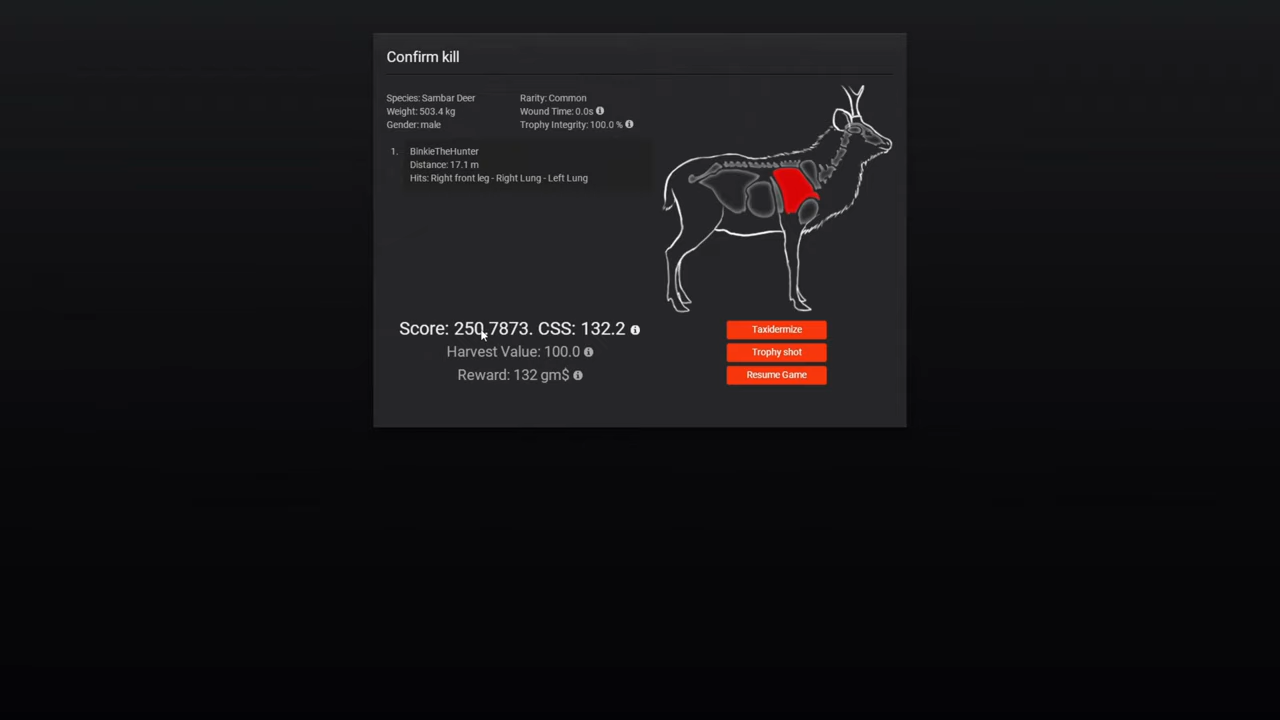 Confirm kill
Species: Sambar Deer
Weight: 503.4 kg
Gender: male
Rarity: Common
Wound Time: 0.0s
Trophy Integrity: 100.0 %
1. BinkieTheHunter
Distance: 17.1 m
Hits: Right front leg - Right Lung - Left Lung
Score: 250.7873. CSS: 132.2
Harvest Value: 100.0
Reward: 132 gm$
Taxidermize
Trophy shot
Resume Game